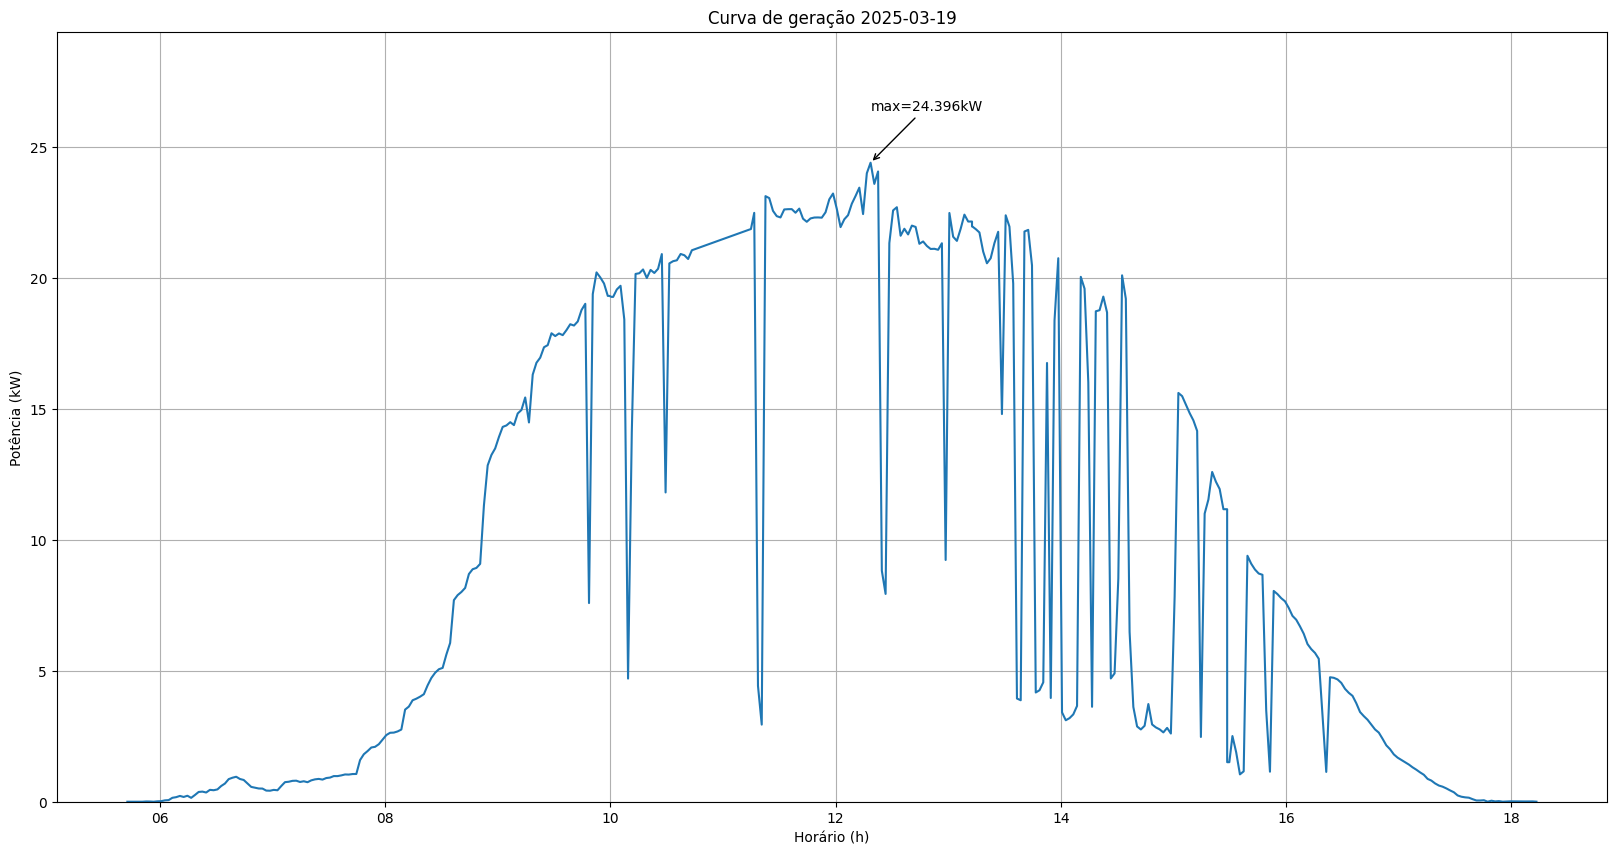 Curva de geração 2025-03-19
max=24.396kW
25
20
15
10
5
0
Potência (kW)
06 08 10 12 14 16 18
Horário (h)